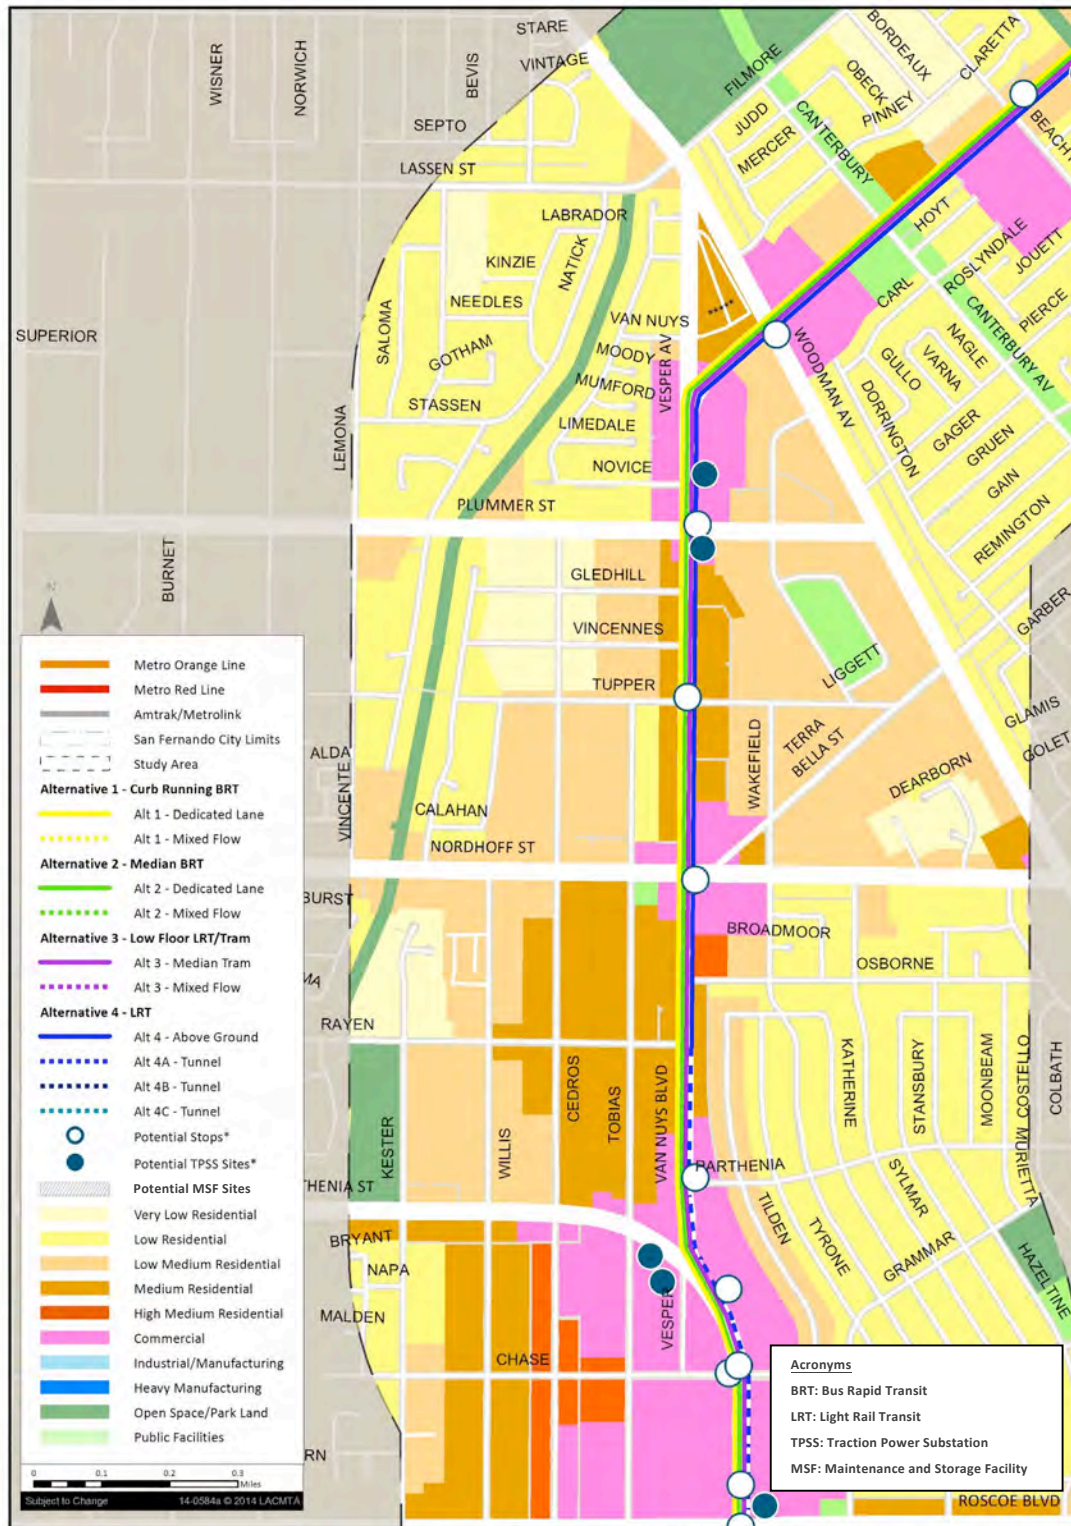 STARE
VINTAGE
BEVIS
WISNER
NORWICH
SEPTO
LASSEN ST
BORDEAUX
CLARETTA
FILMORE
OBECK
PINNEY
JUDD
MERCER
CANTERBURY
BEACHY
HOYT
LABRADOR
NATICK
KINZIE
NEEDLES
SALOMA
GOTHAM
STASSEN
SUPERIOR
LEMONA
VAN NUYS
MOODY
MUMFORD
LIMEDALE
NOVICE
VESPER AV
*****
CARL
ROSLYNDALE
JOUETT
PIERCE
CANTERBURY AV
NAGLE
VARNA
GULLO
DORRINGTON
WOODMAN AV
GAGER
GRUEN
GAIN
REMINGTON
GARBER
PLUMMER ST
BURNET
GLEDHILL
VINCENNES
TUPPER
LIGGETT
GLAMIS
GOLET
WAKEFIELD
TERRA
BELLA ST
DEARBORN
ALDA
VINCENTE
CALAHAN
NORDHOFF ST
BURST
BROADMOOR
OSBORNE
MA
RAYEN
CEDROS
TOBIAS
VAN NUYS BLVD
WILLIS
KESTER
KATHERINE
STANSBURY
MOONBEAM
OTTELLO COSTELLO MURIETTA
COLBATH
THENIA ST
PARTHENIA
TILDEN
TYRONE
SYLMAR
GRAMMAR
HAZELTINE
BRYANT
NAPA
MALDEN
CHASE
VESPER
RN
ROSCOE BLVD
N
Metro Orange Line
Metro Red Line
Amtrak/Metrolink
San Fernando City Limits
Study Area
Alternative 1 - Curb Running BRT
Alt 1 - Dedicated Lane
Alt 1 - Mixed Flow
Alternative 2 - Median BRT
Alt 2 - Dedicated Lane
Alt 2 - Mixed Flow
Alternative 3 - Low Floor LRT/Tram
Alt 3 - Median Tram
Alt 3 - Mixed Flow
Alternative 4 - LRT
Alt 4 - Above Ground
Alt 4A - Tunnel
Alt 4B - Tunnel
Alt 4C - Tunnel
Potential Stops*
Potential TPSS Sites*
Potential MSF Sites
Very Low Residential
Low Residential
Low Medium Residential
Medium Residential
High Medium Residential
Commercial
Industrial/Manufacturing
Heavy Manufacturing
Open Space/Park Land
Public Facilities
0 0.1 0.2 0.3
Miles
Subject to Change 14-0584a © 2014 LACMTA
Acronyms
BRT: Bus Rapid Transit
LRT: Light Rail Transit
TPSS: Traction Power Substation
MSF: Maintenance and Storage Facility